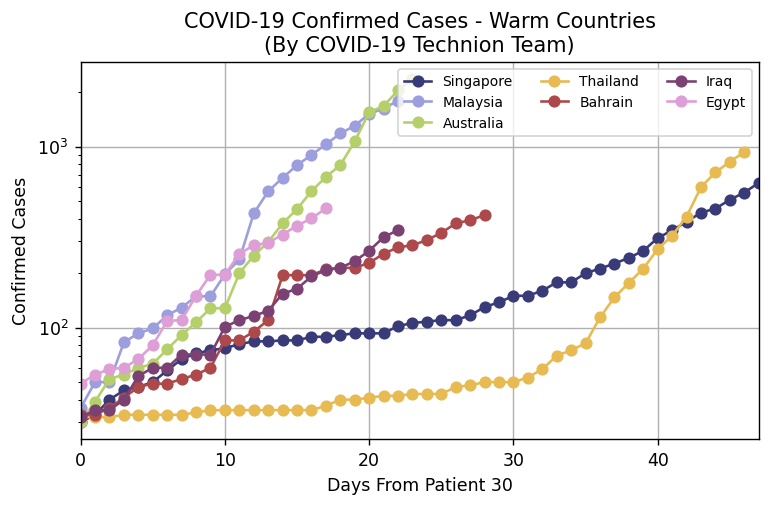 COVID-19 Confirmed Cases - Warm Countries
(By COVID-19 Technion Team)
Singapore
Malaysia
Australia
Thailand
Bahrain
Iraq
Egypt
Confirmed Cases
10³
10²
0 10 20 30 40
Days From Patient 30